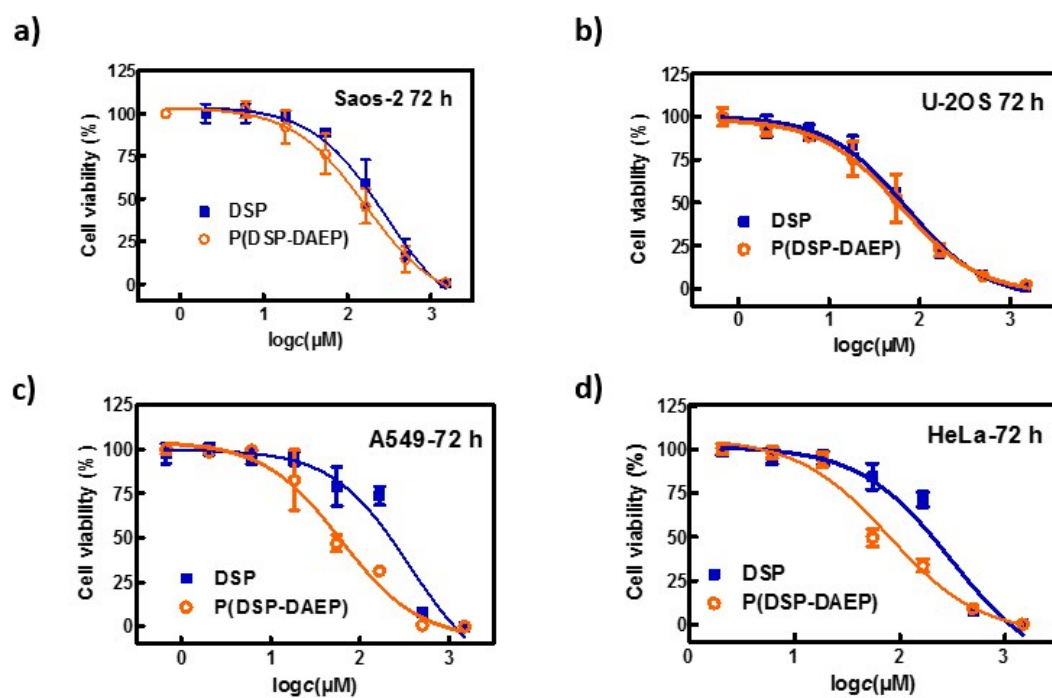 a)
125
100
75
50
25
0
Cell viability (%)
Saos-2 72 h
DSP
P(DSP-DAEP)
0 1 2 3
logc(µM)
b)
125
100
75
50
25
0
Cell viability (%)
U-2OS 72 h
DSP
P(DSP-DAEP)
0 1 2 3
logc(µM)
c)
125
100
75
50
25
0
Cell viability (%)
A549-72 h
DSP
P(DSP-DAEP)
0 1 2 3
logc(µM)
d)
125
100
75
50
25
0
Cell viability (%)
HeLa-72 h
DSP
P(DSP-DAEP)
0 1 2 3
logc(µM)